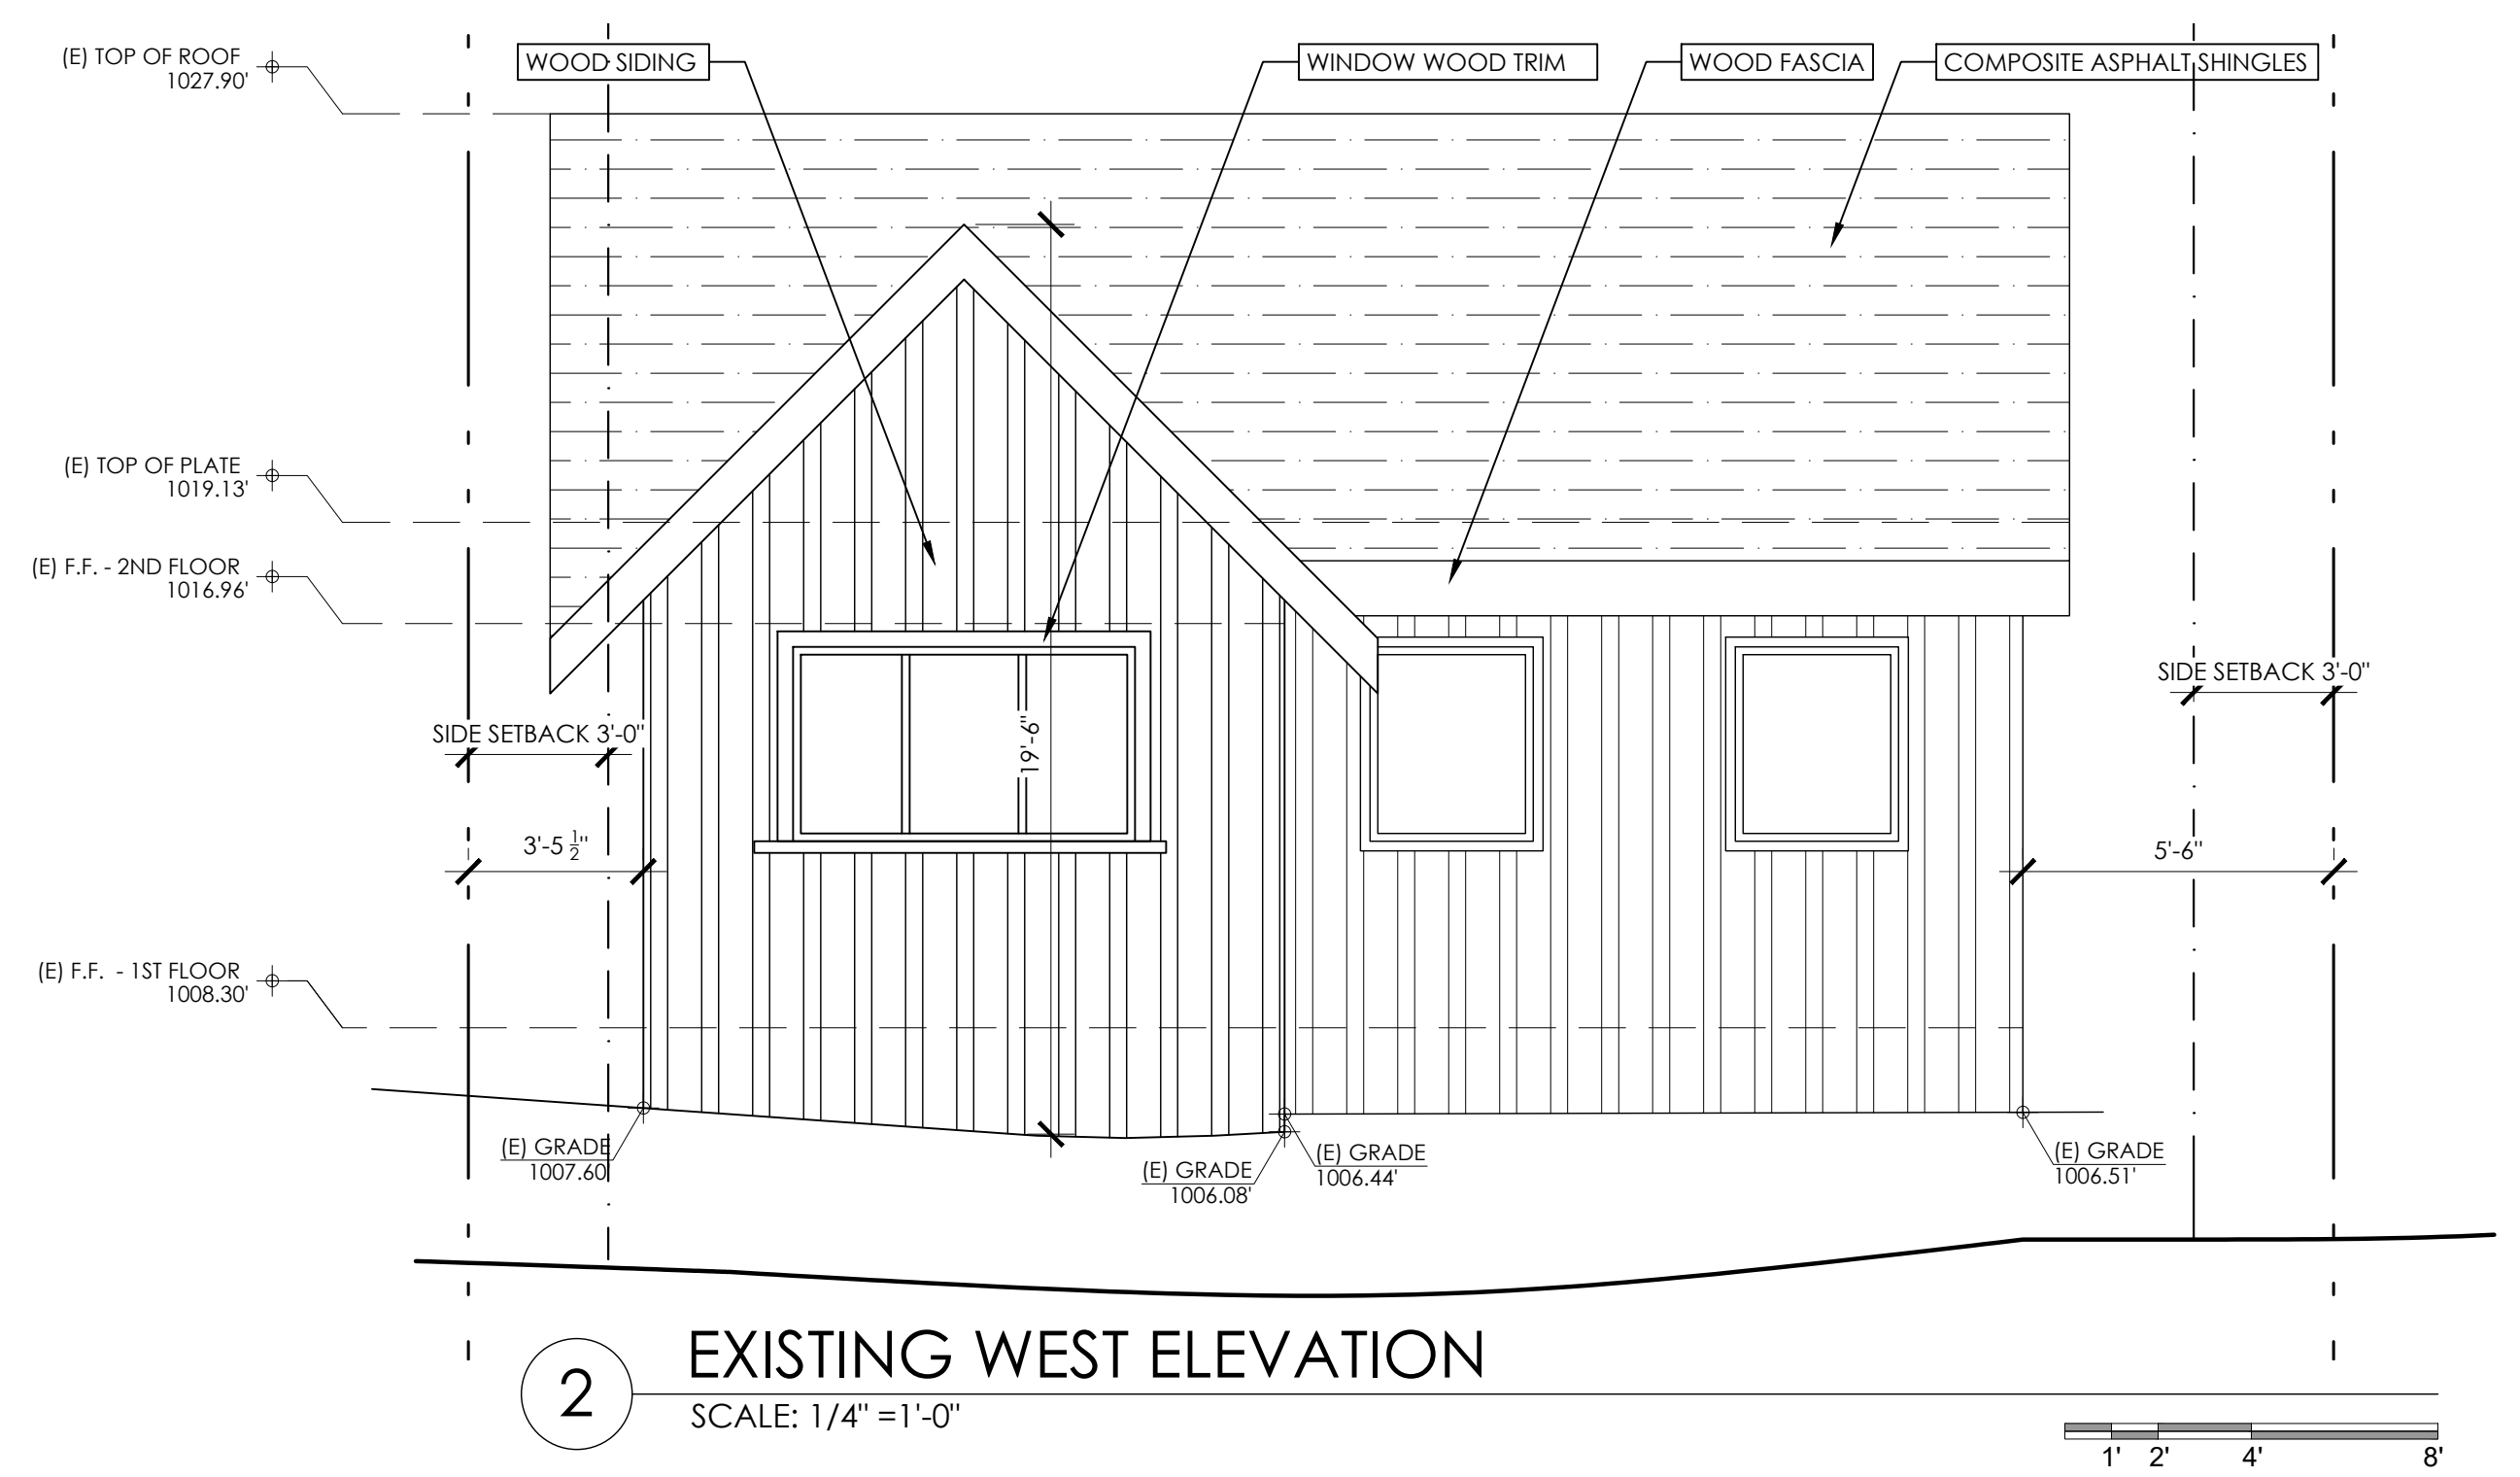 (E) TOP OF ROOF
1027.90'
WOOD SIDING
WINDOW WOOD TRIM
WOOD FASCIA
COMPOSITE ASPHALT SHINGLES
(E) TOP OF PLATE
1019.13'
(E) F.F. - 2ND FLOOR
1016.96'
SIDE SETBACK 3'-0"
SIDE SETBACK 3'-0"
19'-6"
3'-5 1/2"
5'-6"
(E) F.F. - 1ST FLOOR
1008.30'
(E) GRADE
1007.60'
(E) GRADE
1006.08'
(E) GRADE
1006.44'
(E) GRADE
1006.51'
2
EXISTING WEST ELEVATION
SCALE: 1/4" =1'-0"
1' 2' 4' 8'